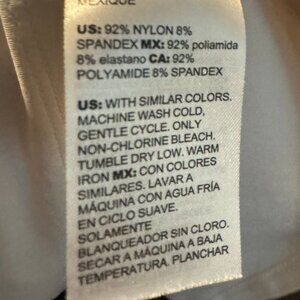 MEXIQUE
US: 92% NYLON 8%
SPANDEX MX: 92% poliamida
8% elastano CA: 92%
POLYAMIDE 8% SPANDEX
US: WITH SIMILAR COLORS.
MACHINE WASH COLD,
GENTLE CYCLE. ONLY
NON-CHLORINE BLEACH.
TUMBLE DRY LOW. WARM
IRON MX: CON COLORES
SIMILARES. LAVAR A
MÁQUINA CON AGUA FRÍA
EN CICLO SUAVE.
SOLAMENTE
BLANQUEADOR SIN CLORO.
SECAR A MÁQUINA A BAJA
TEMPERATURA. PLANCHAR